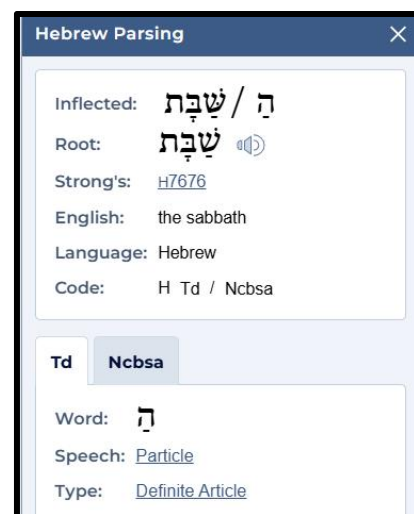 Hebrew Parsing
Inflected: הַ / שַּׁבָּת
Root: שַׁבָּת
Strong's: H7676
English: the sabbath
Language: Hebrew
Code: H Td / Ncbsa
Td Ncbsa
Word: הַ
Speech: Particle
Type: Definite Article